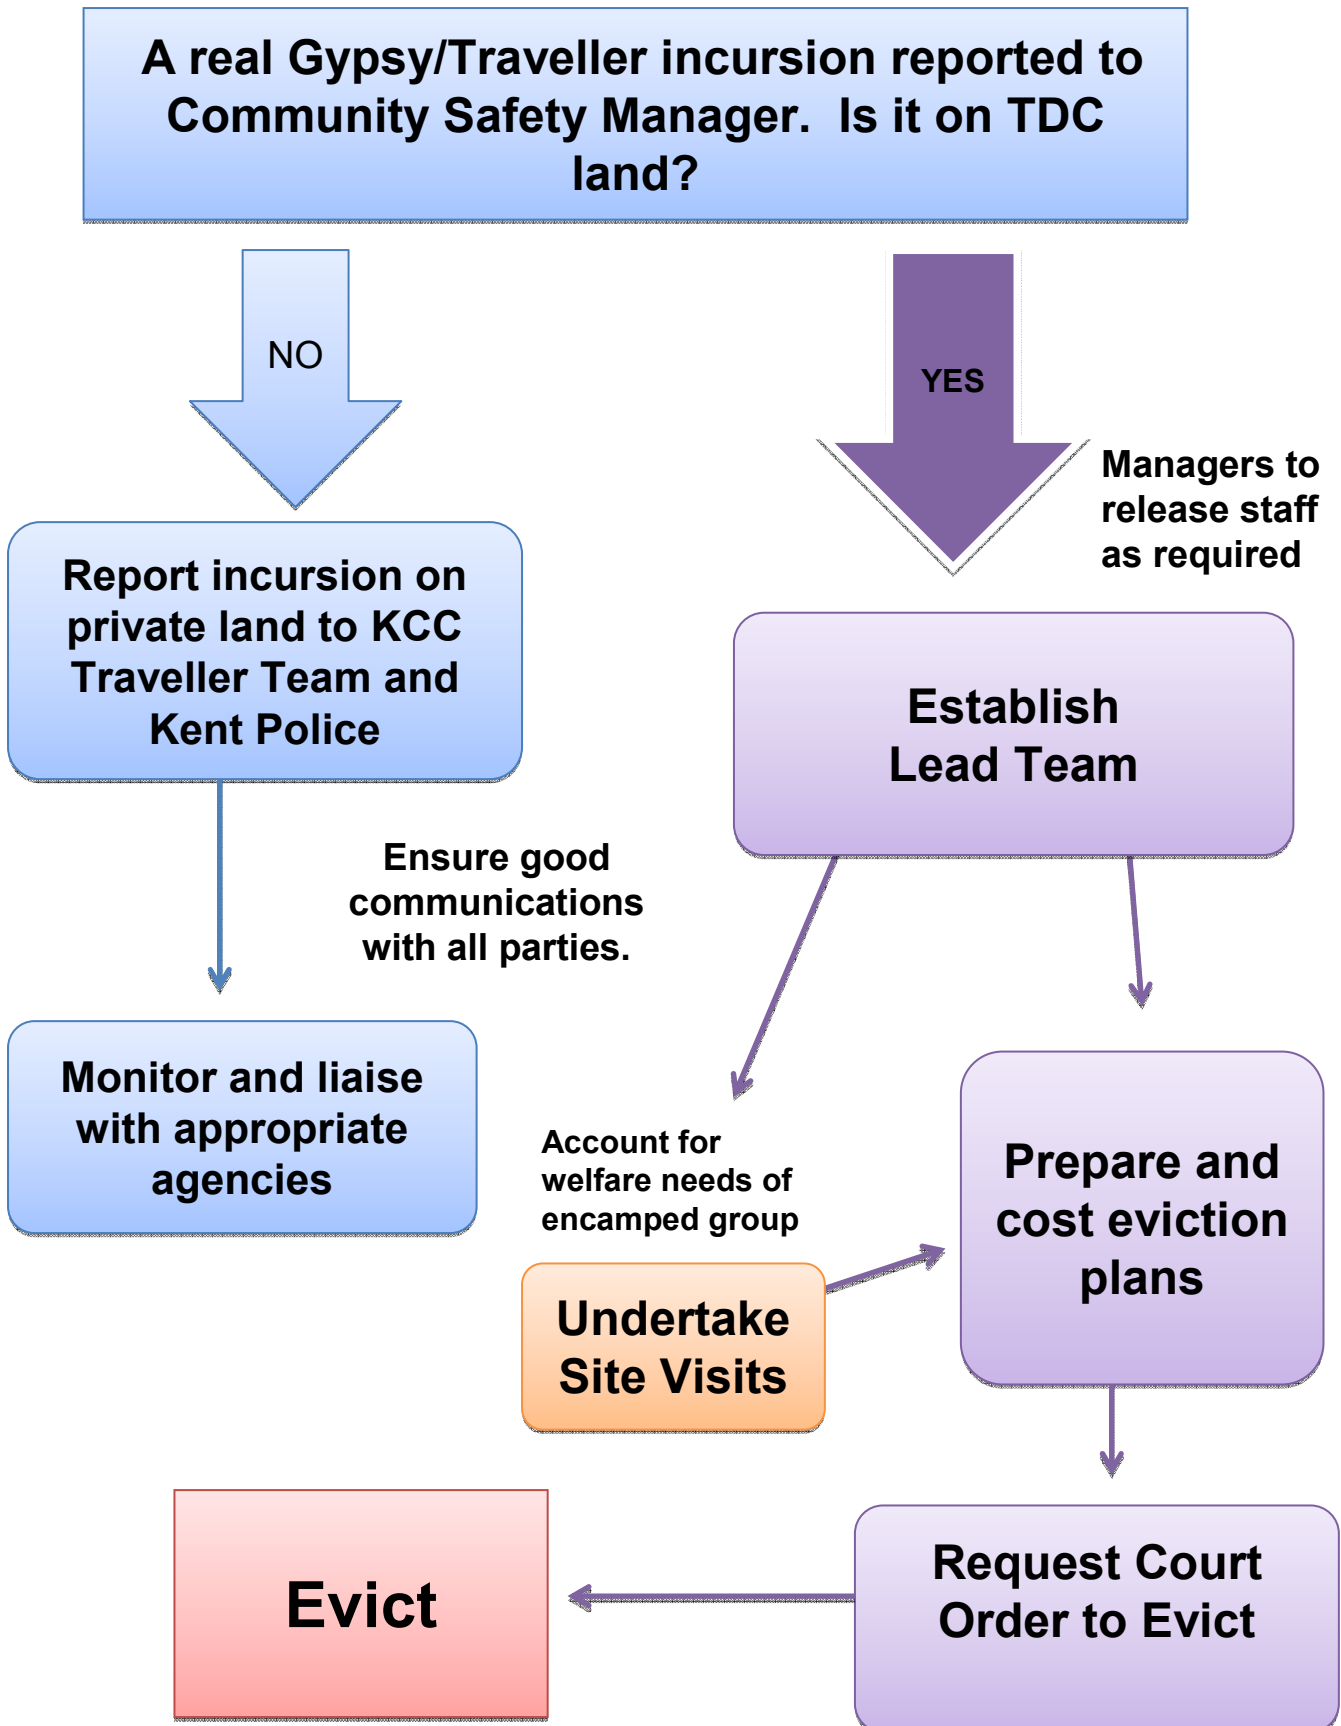 A real Gypsy/Traveller incursion reported to
Community Safety Manager.  Is it on TDC
land?
NO
YES
Managers to
release staff
as required
Report incursion on
private land to KCC
Traveller Team and
Kent Police
Establish
Lead Team
Ensure good
communications
with all parties.
Monitor and liaise
with appropriate
agencies
Account for
welfare needs of
encamped group
Prepare and
cost eviction
plans
Undertake
Site Visits
Evict
Request Court
Order to Evict